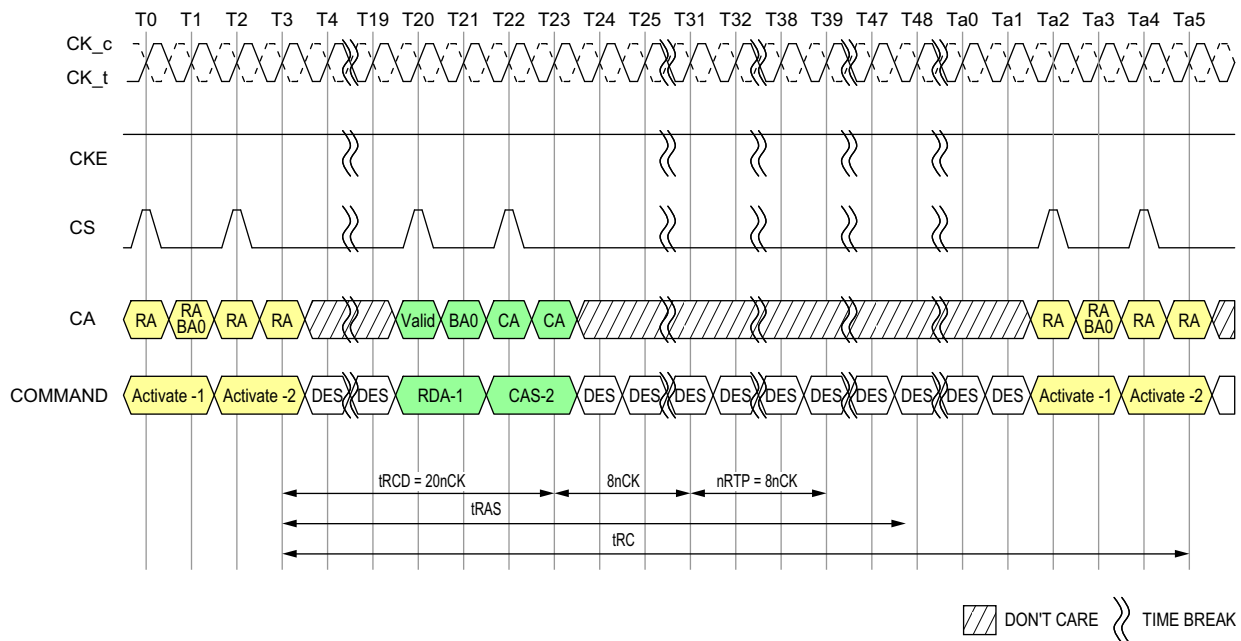 T0 T1 T2 T3 T4 T19 T20 T21 T22 T23 T24 T25 T31 T32 T38 T39 T47 T48 Ta0 Ta1 Ta2 Ta3 Ta4 Ta5
CK_c
CK_t
CKE
CS
CA RA RA BA0 RA RA Valid BA0 CA CA RA RA BA0 RA RA
COMMAND Activate -1 Activate -2 DES DES RDA-1 CAS-2 DES DES DES DES DES DES DES DES DES DES Activate -1 Activate -2
tRCD = 20nCK 8nCK nRTP = 8nCK
tRAS
tRC
DON'T CARE TIME BREAK